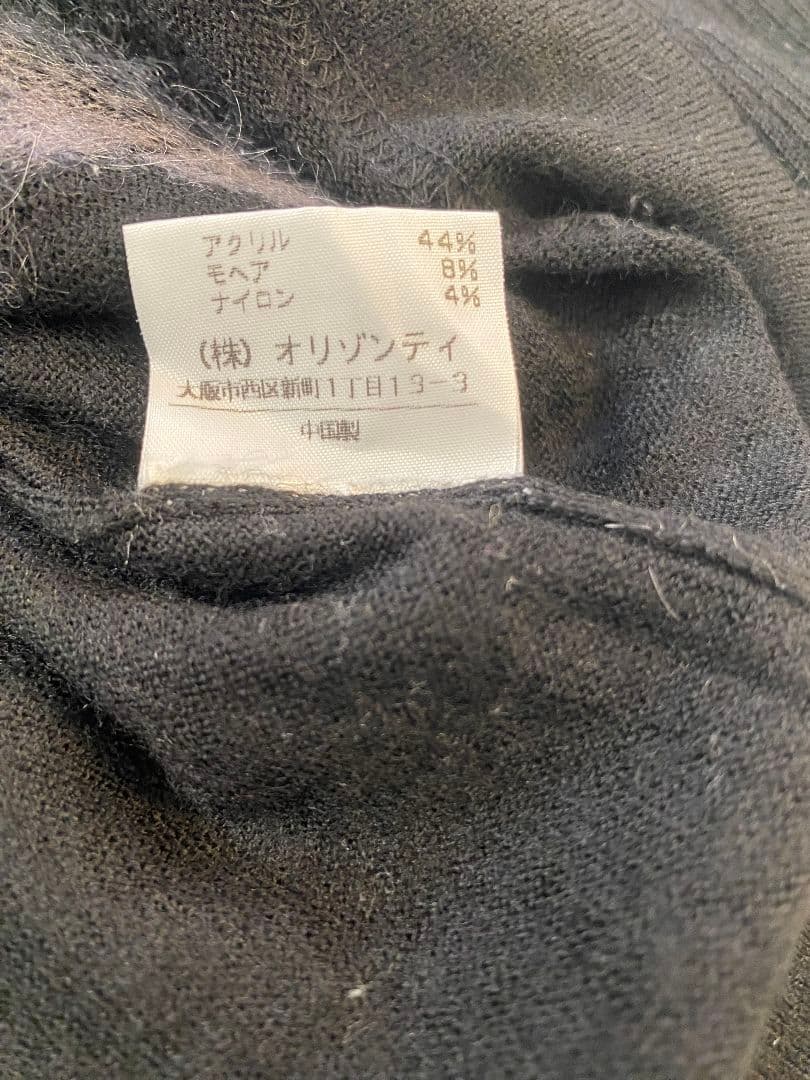 アクリル 44%
モヘア 8%
ナイロン 4%
(株) オリゾンティ
大阪市西区新町1丁目13-3
中国製